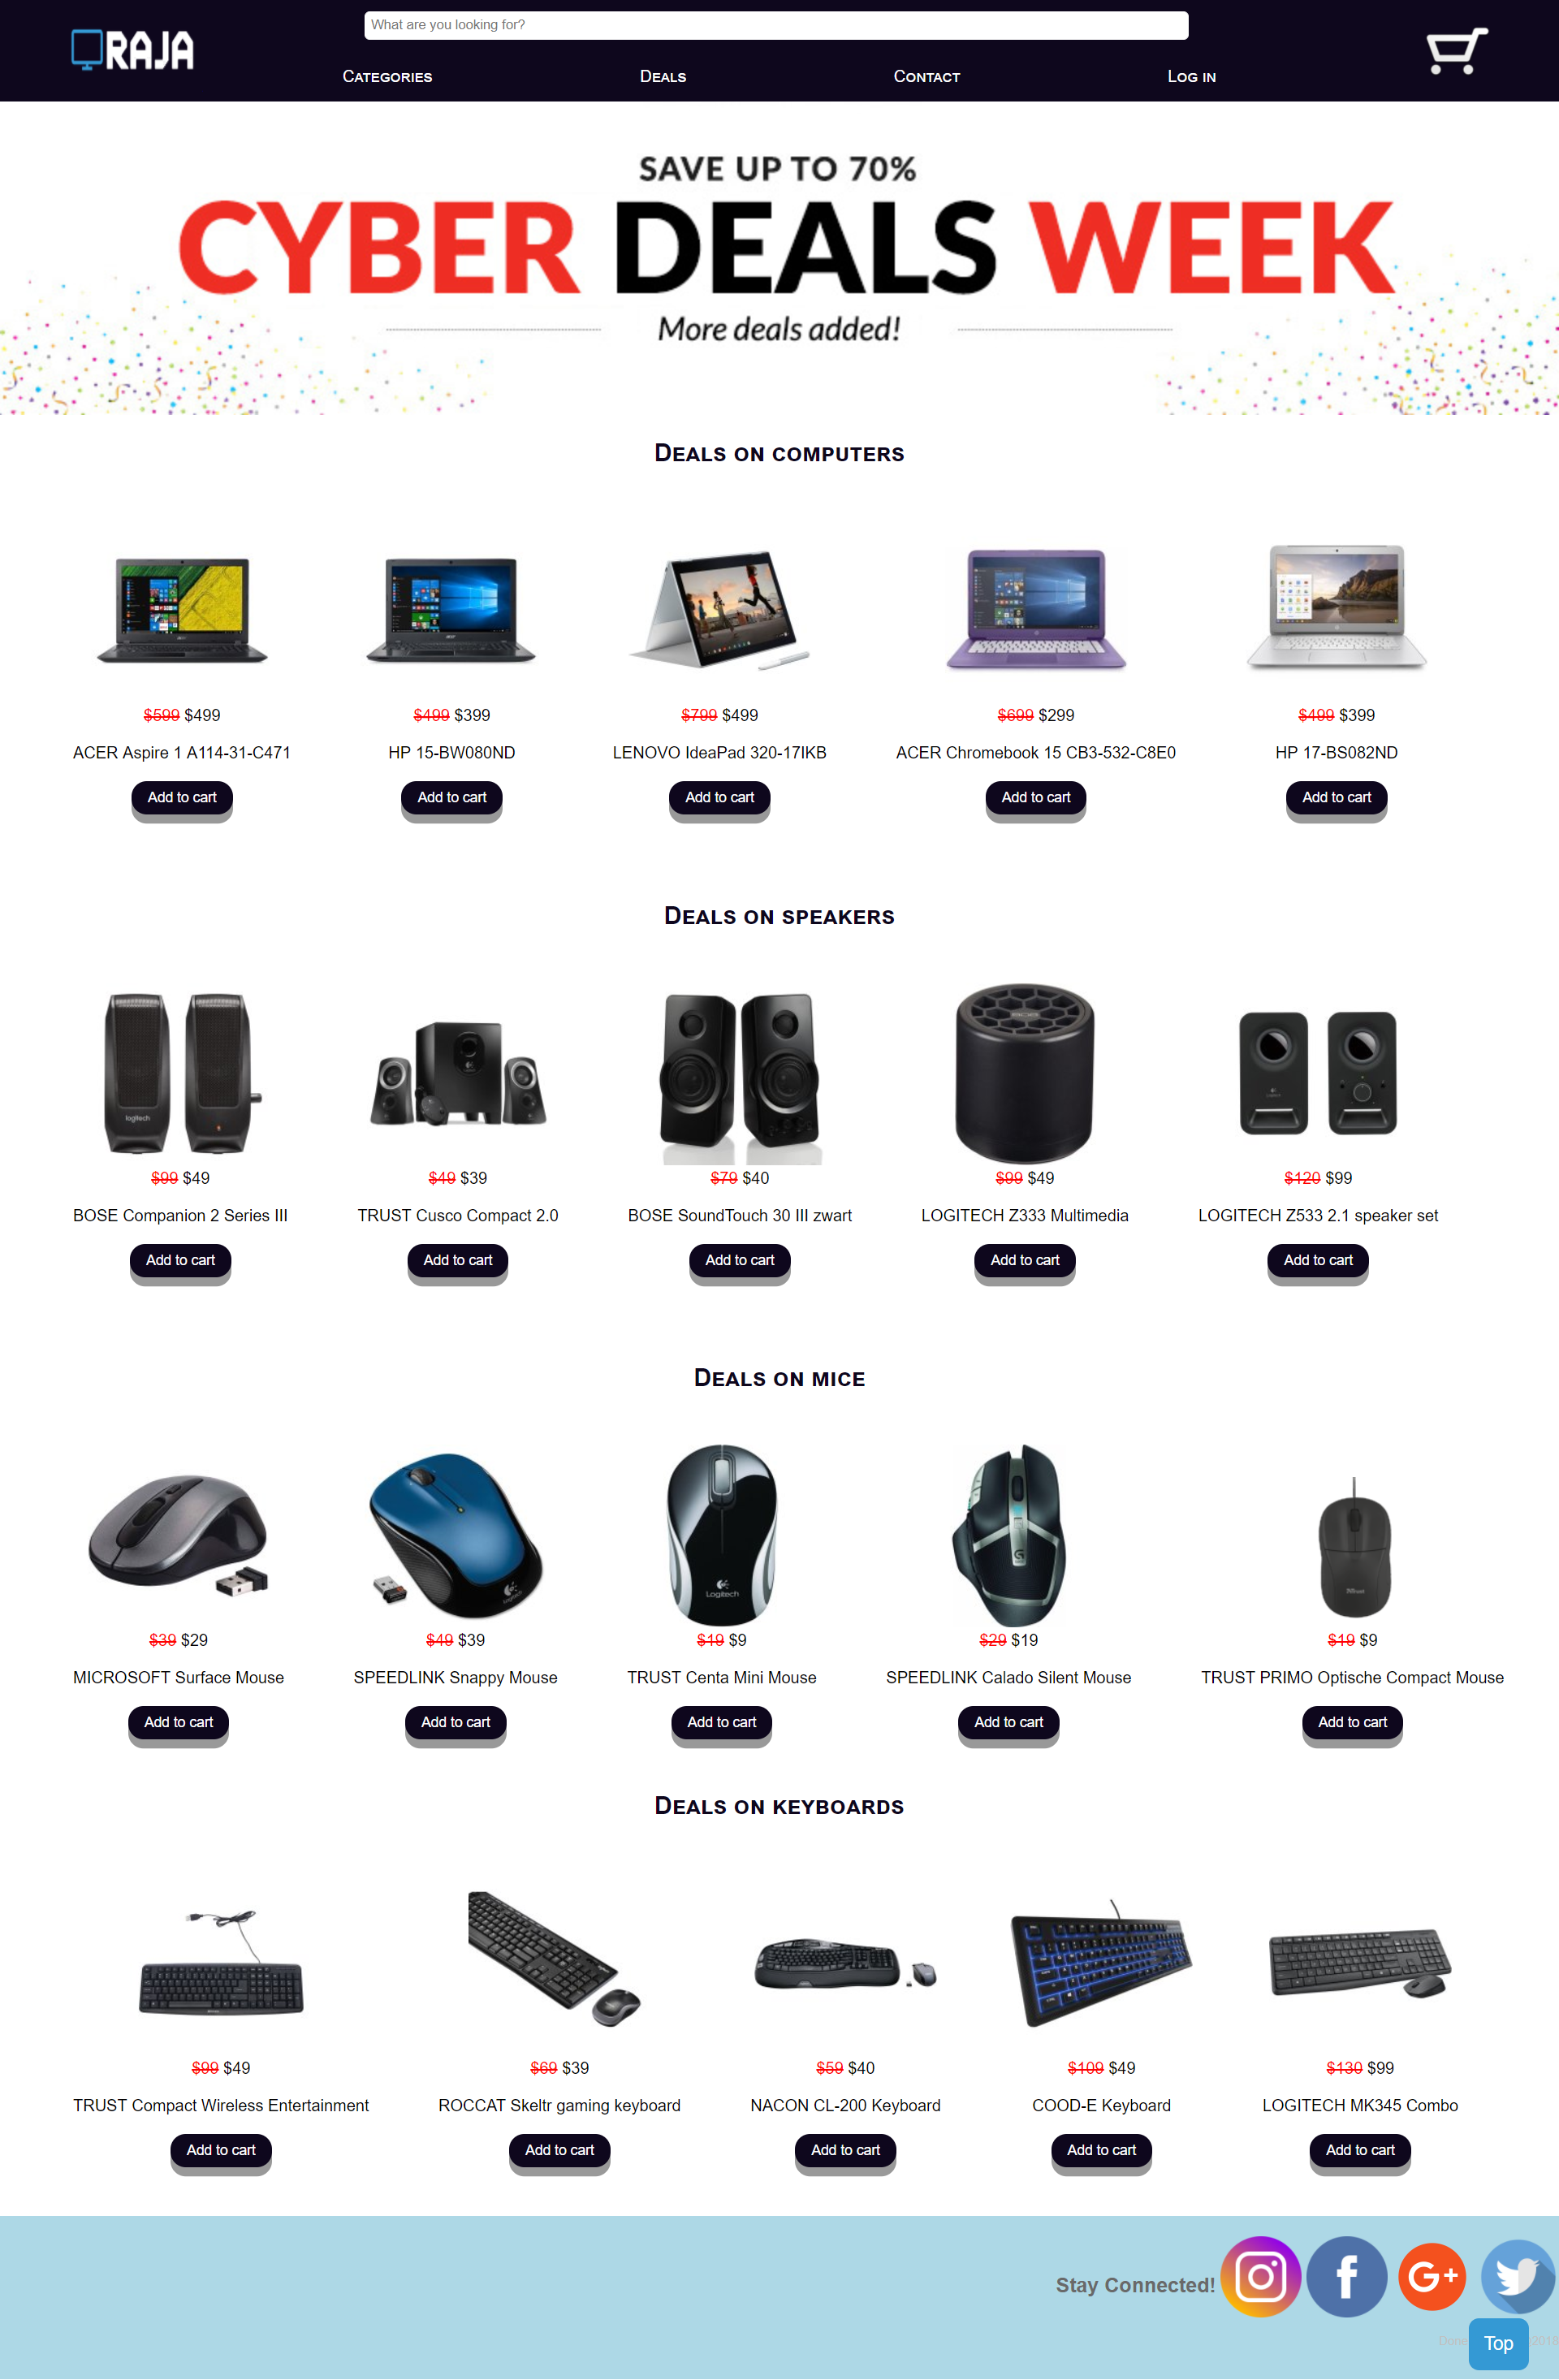 RAJA
What are you looking for?
Categories Deals Contact Log in
SAVE UP TO 70%
CYBER DEALS WEEK
More deals added!
Deals on computers
$599 $499 $499 $399 $799 $499 $699 $299 $499 $399
ACER Aspire 1 A114-31-C471 HP 15-BW080ND LENOVO IdeaPad 320-17IKB ACER Chromebook 15 CB3-532-C8E0 HP 17-BS082ND
Add to cart Add to cart Add to cart Add to cart Add to cart
Deals on speakers
logitech
$99 $49 $49 $39 $79 $40 $99 $49 $120 $99
BOSE Companion 2 Series III TRUST Cusco Compact 2.0 BOSE SoundTouch 30 III zwart LOGITECH Z333 Multimedia LOGITECH Z533 2.1 speaker set
Add to cart Add to cart Add to cart Add to cart Add to cart
Deals on mice
Logitech Logitech Trust
$39 $29 $49 $39 $19 $9 $29 $19 $19 $9
MICROSOFT Surface Mouse SPEEDLINK Snappy Mouse TRUST Centa Mini Mouse SPEEDLINK Calado Silent Mouse TRUST PRIMO Optische Compact Mouse
Add to cart Add to cart Add to cart Add to cart Add to cart
Deals on keyboards
$99 $49 $69 $39 $59 $40 $109 $49 $130 $99
TRUST Compact Wireless Entertainment ROCCAT Skeltr gaming keyboard NACON CL-200 Keyboard COOD-E Keyboard LOGITECH MK345 Combo
Add to cart Add to cart Add to cart Add to cart Add to cart
Stay Connected! f G+
Top